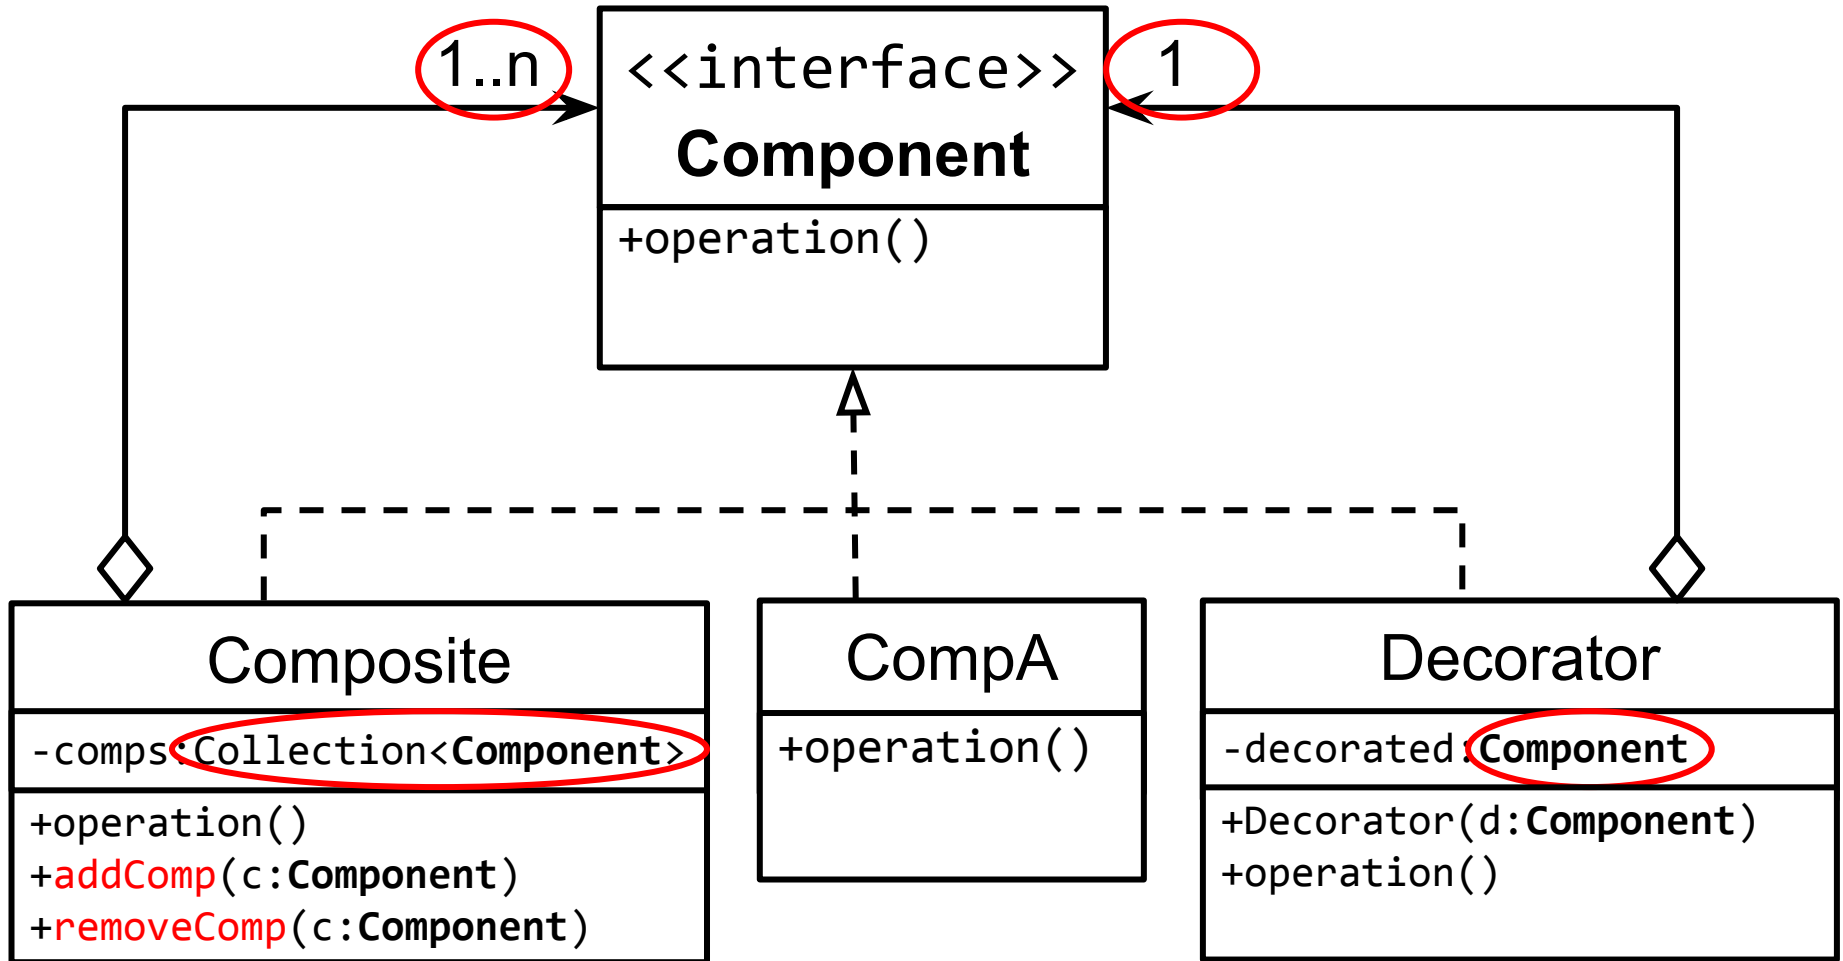 1..n
<<interface>>
1
Component
+operation()
Composite
-comps:Collection<Component>
+operation()
+addComp(c:Component)
+removeComp(c:Component)
CompA
+operation()
Decorator
-decorated:Component
+Decorator(d:Component)
+operation()